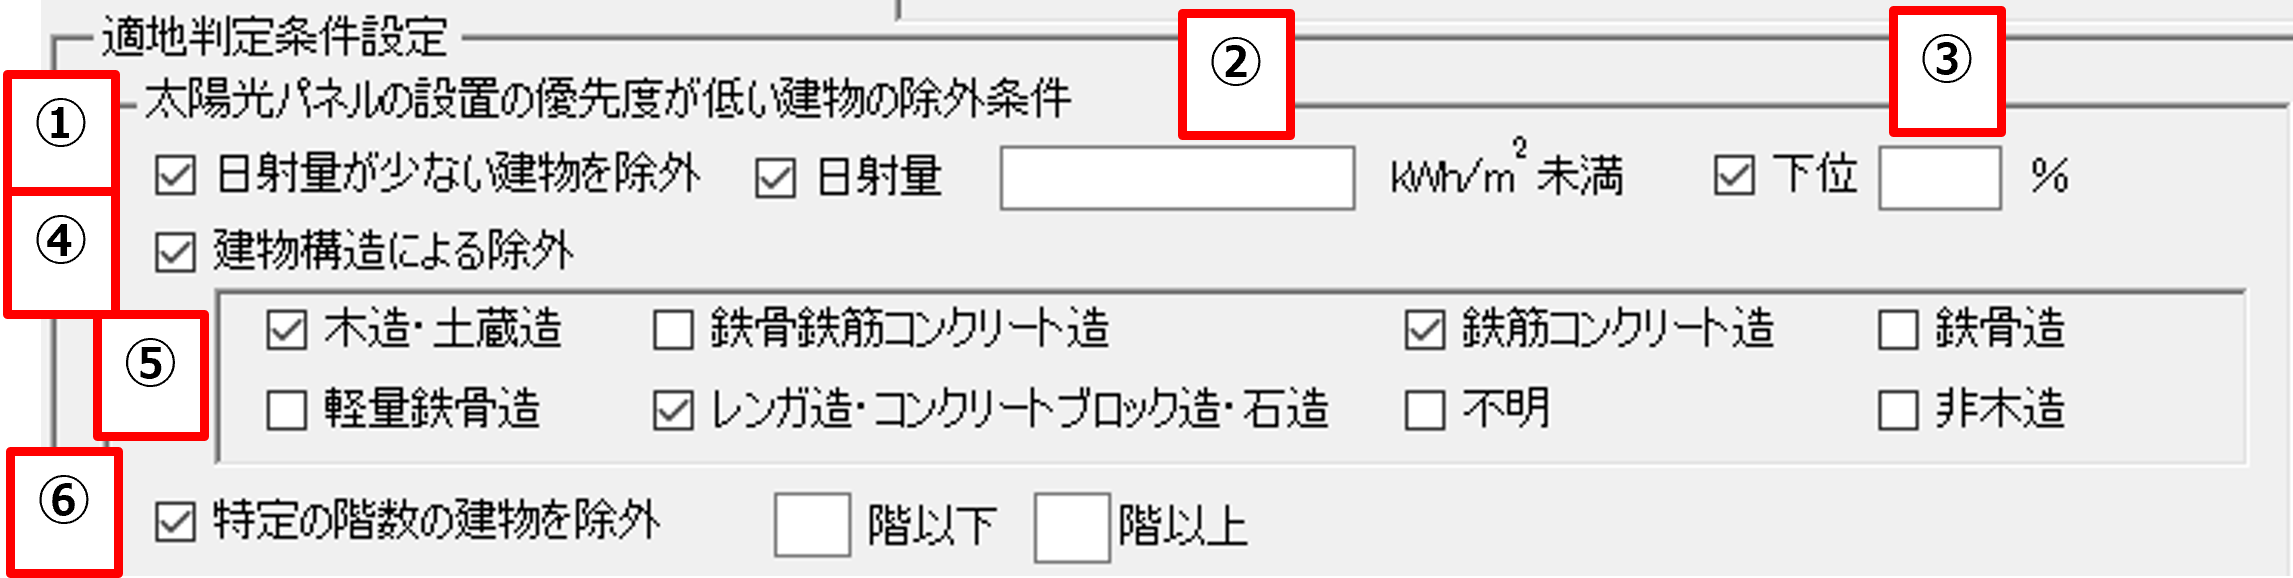 適地判定条件設定
② ③
① 太陽光パネルの設置の優先度が低い建物の除外条件
日射量が少ない建物を除外 日射量 kWh/m² 未満 下位 %
④ 建物構造による除外
⑤ 木造・土蔵造 鉄骨鉄筋コンクリート造 鉄筋コンクリート造 鉄骨造
軽量鉄骨造 レンガ造・コンクリートブロック造・石造 不明 非木造
⑥ 特定の階数の建物を除外 階以下 階以上